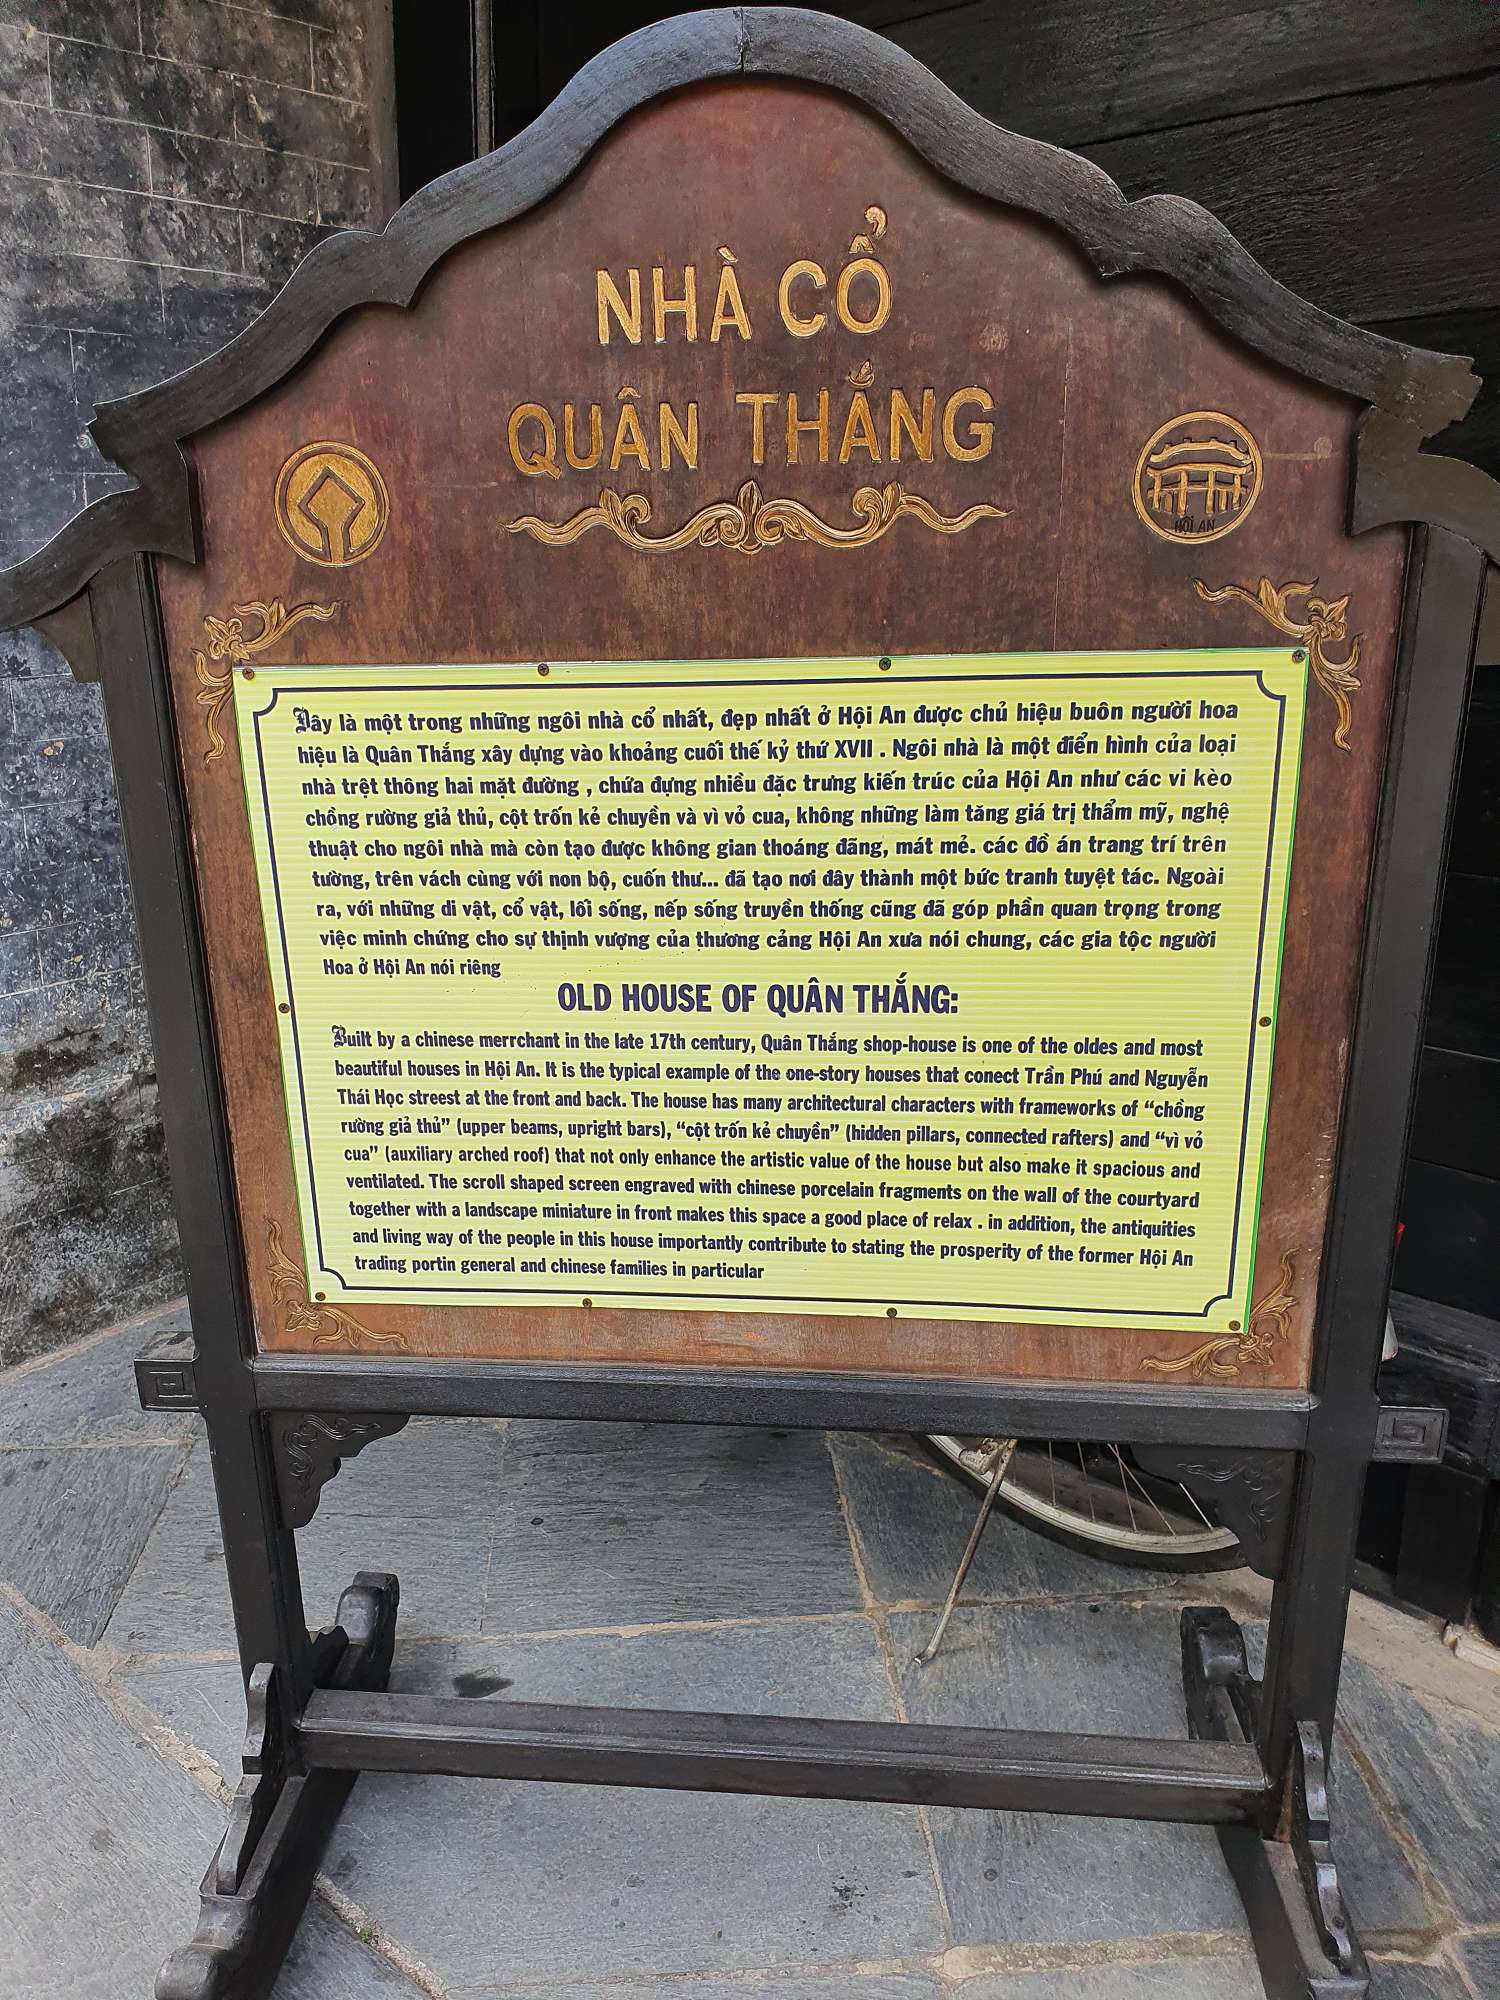 NHÀ CỔ
QUÂN THẮNG
HỘI AN
Đây là một trong những ngôi nhà cổ nhất, đẹp nhất ở Hội An được chủ hiệu buôn người hoa
hiệu là Quân Thắng xây dựng vào khoảng cuối thế kỷ thứ XVII . Ngôi nhà là một điển hình của loại
nhà trệt thông hai mặt đường , chứa đựng nhiều đặc trưng kiến trúc của Hội An như các vi kèo
chồng rường giả thủ, cột trốn kẻ chuyền và vì vỏ cua, không những làm tăng giá trị thẩm mỹ, nghệ
thuật cho ngôi nhà mà còn tạo được không gian thoáng đãng, mát mẻ. các đồ án trang trí trên
tường, trên vách cùng với non bộ, cuốn thư... đã tạo nơi đây thành một bức tranh tuyệt tác. Ngoài
ra, với những di vật, cổ vật, lối sống, nếp sống truyền thống cũng đã góp phần quan trọng trong
việc minh chứng cho sự thịnh vượng của thương cảng Hội An xưa nói chung, các gia tộc người
Hoa ở Hội An nói riêng
OLD HOUSE OF QUÂN THẮNG:
Built by a chinese merrchant in the late 17th century, Quân Thắng shop-house is one of the oldes and most
beautiful houses in Hội An. It is the typical example of the one-story houses that conect Trần Phú and Nguyễn
Thái Học streest at the front and back. The house has many architectural characters with frameworks of “chồng
rường giả thủ” (upper beams, upright bars), “cột trốn kẻ chuyền” (hidden pillars, connected rafters) and “vì vỏ
cua” (auxiliary arched roof) that not only enhance the artistic value of the house but also make it spacious and
ventilated. The scroll shaped screen engraved with chinese porcelain fragments on the wall of the courtyard
together with a landscape miniature in front makes this space a good place of relax . in addition, the antiquities
and living way of the people in this house importantly contribute to stating the prosperity of the former Hội An
trading portin general and chinese families in particular